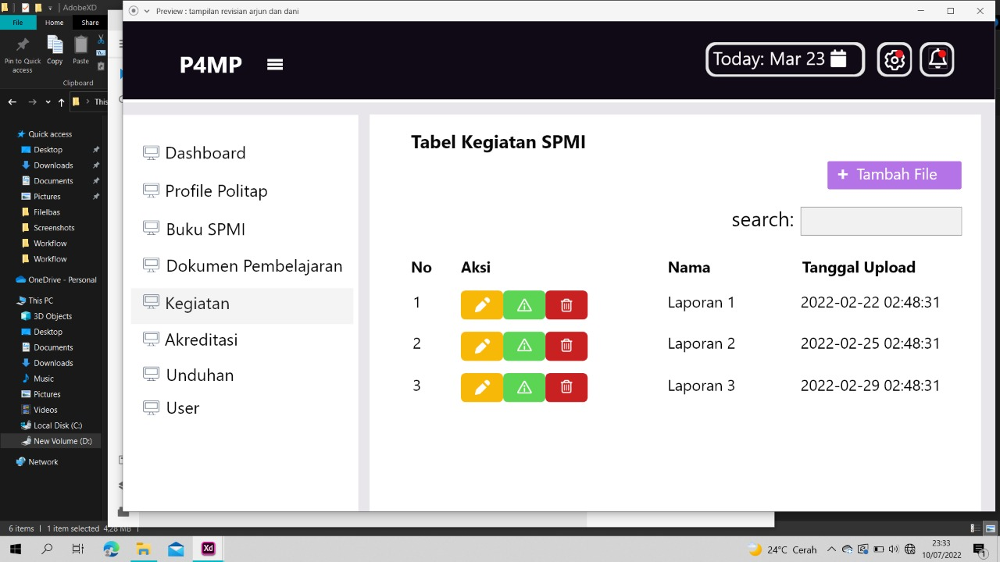 AdobeXD
Preview : tampilan revisian arjun dan dani
File
Home
Share
Pin to Quick access
Copy
Paste
Clipboard
This
Quick access
Desktop
Downloads
Documents
Pictures
FileIbas
Screenshots
Workflow
Workflow
OneDrive - Personal
This PC
3D Objects
Desktop
Documents
Downloads
Music
Pictures
Videos
Local Disk (C:)
New Volume (D:)
Network
6 items
1 item selected 4,28 MB
P4MP
Today: Mar 23
Dashboard
Profile Politap
Buku SPMI
Dokumen Pembelajaran
Kegiatan
Akreditasi
Unduhan
User
Tabel Kegiatan SPMI
+ Tambah File
search:
No Aksi Nama Tanggal Upload
1 Laporan 1 2022-02-22 02:48:31
2 Laporan 2 2022-02-25 02:48:31
3 Laporan 3 2022-02-29 02:48:31
Xd
24°C Cerah
23:33
10/07/2022
1